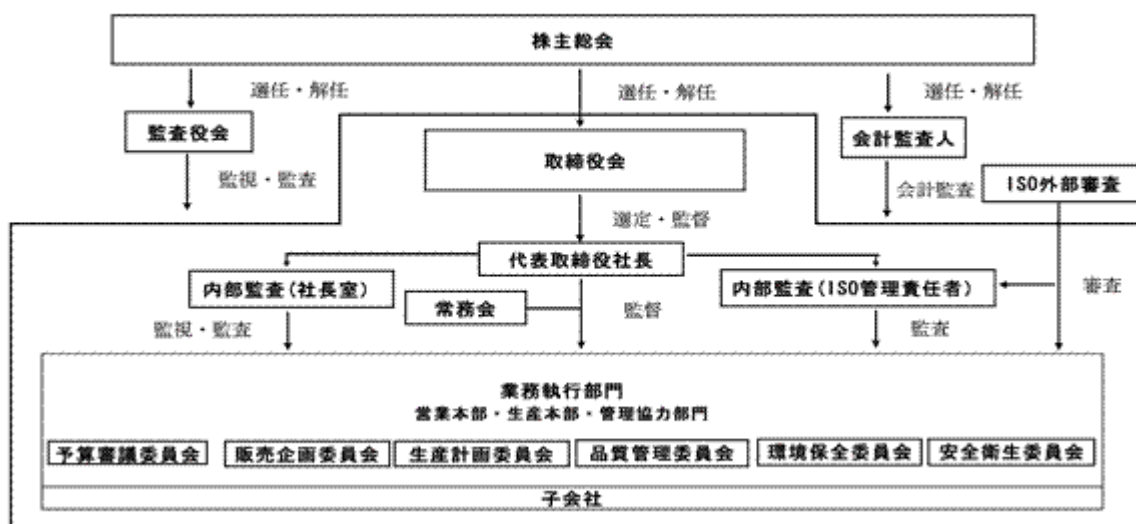 株主総会
選任・解任
選任・解任
選任・解任
監査役会
取締役会
会計監査人
監視・監査
会計監査
ISO外部審査
選定・監督
代表取締役社長
内部監査(社長室)
内部監査(ISO管理責任者)
審査
常務会
監視・監査
監督
監査
業務執行部門
営業本部・生産本部・管理協力部門
予算審議委員会
販売企画委員会
生産計画委員会
品質管理委員会
環境保全委員会
安全衛生委員会
子会社